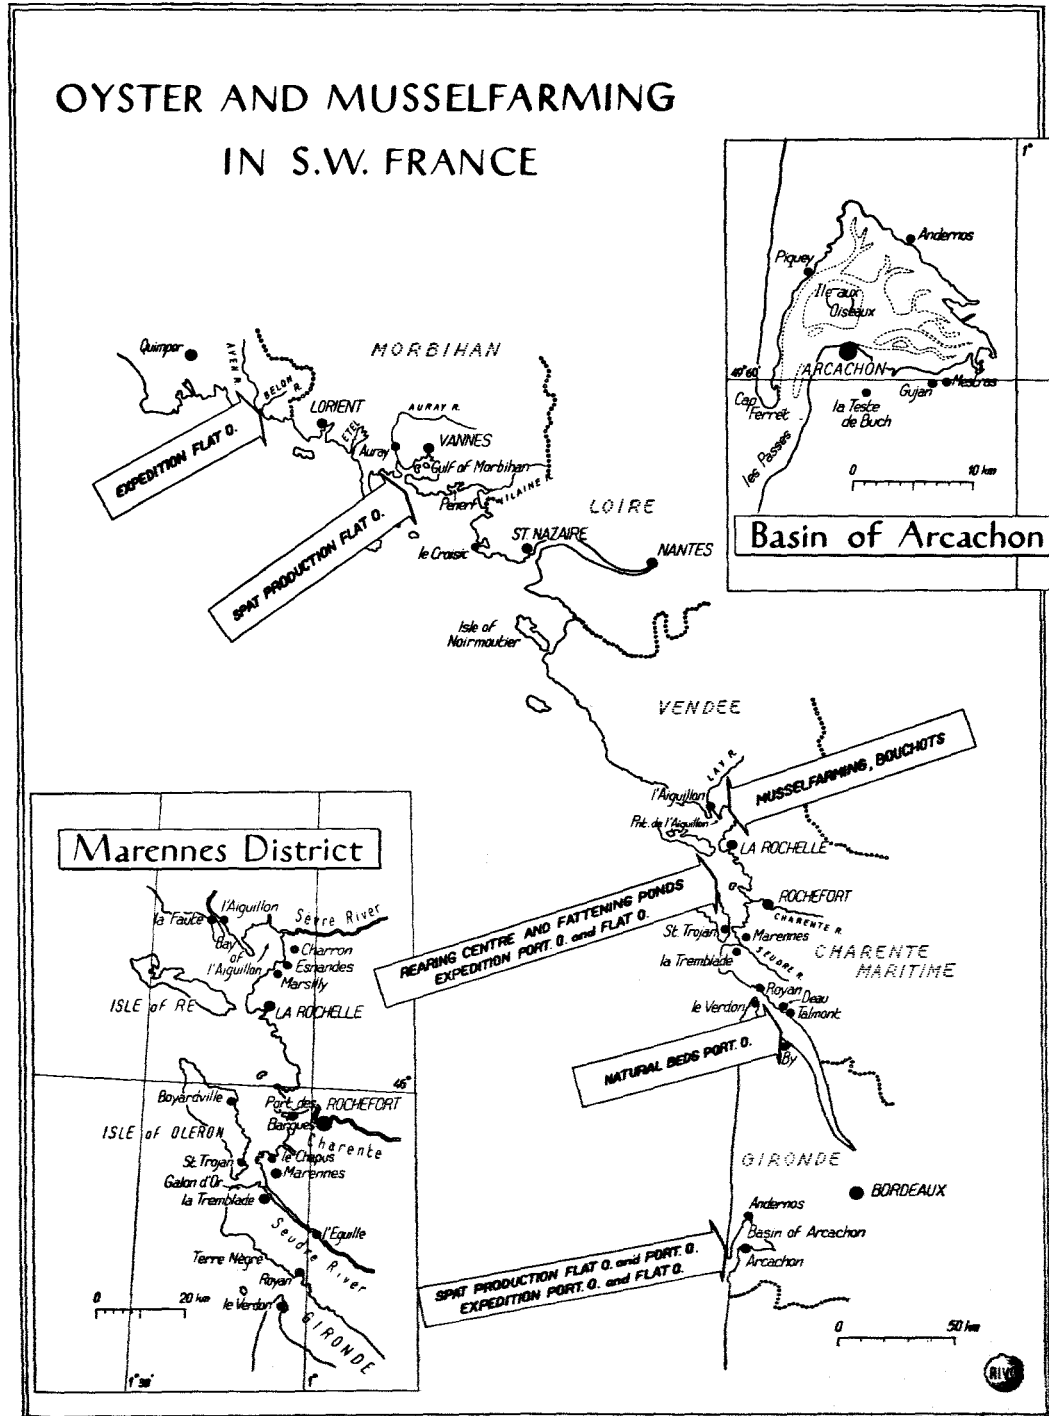 OYSTER AND MUSSELFARMING
IN S.W. FRANCE
1°
Andernos
Piquey
Ile aux
Oiseaux
ARCACHON
49°60'
Cap
Ferret
Gujan
Mestras
la Teste
de Buch
les Passes
0 10 km
Basin of Arcachon
MORBIHAN
Quimper
AVEN R.
BELON R.
LORIENT
ETEL
AURAY R.
Auray
VANNES
Gulf of Morbihan
Penerf
VILAINE R.
EXPEDITION FLAT O.
SPAT PRODUCTION FLAT O.
LOIRE
le Croisic
ST. NAZAIRE
NANTES
Isle of
Noirmoutier
VENDEE
LAY R.
MUSSELFARMING, BOUCHOTS
l'Aiguillon
Pnt. de l'Aiguillon
LA ROCHELLE
REARING CENTRE AND FATTENING PONDS
EXPEDITION PORT. O. and FLAT O.
ROCHEFORT
CHARENTE R.
St. Trojan
Marennes
la Tremblade
SEUDRE R.
CHARENTE
MARITIME
Royan
le Verdon
Deau
Talmont
NATURAL BEDS PORT. O.
By
GIRONDE
BORDEAUX
Andernos
Basin of Arcachon
Arcachon
SPAT PRODUCTION FLAT O. and PORT. O.
EXPEDITION PORT. O. and FLAT O.
0 50 km
RIVO
Marennes District
la Faute
l'Aiguillon
Sèvre River
Bay
of
l'Aiguillon
Charron
Esnandes
Marsilly
ISLE of RE
LA ROCHELLE
46°
Boyardville
Port des
Barques
ROCHEFORT
ISLE of OLERON
Charente
St. Trojan
le Chapus
Marennes
Galon d'Or
la Tremblade
l'Eguille
Seudre River
Terre Nègre
Royan
0 20 km
le Verdon
GIRONDE
1°30'
1°